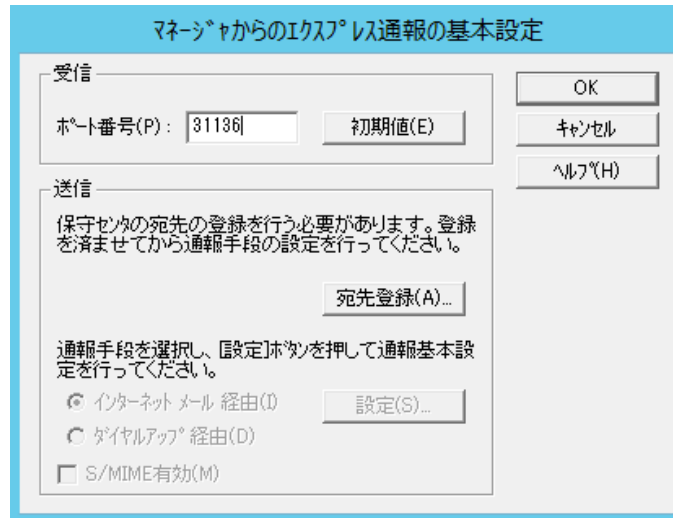 ﾏﾈｰｼﾞｬからのｴｸｽﾌﾟﾚｽ通報の基本設定
受信
ﾎﾟｰﾄ番号(P) : 31136
初期値(E)
OK
ｷｬﾝｾﾙ
ﾍﾙﾌﾟ(H)
送信
保守ｾﾝﾀの宛先の登録を行う必要があります。登録
を済ませてから通報手段の設定を行ってください。
宛先登録(A)...
通報手段を選択し、[設定]ﾎﾞﾀﾝを押して通報基本設
定を行ってください。
ｲﾝﾀｰﾈｯﾄ ﾒｰﾙ 経由(I)
設定(S)...
ﾀﾞｲﾔﾙｱｯﾌﾟ 経由(D)
S/MIME有効(M)